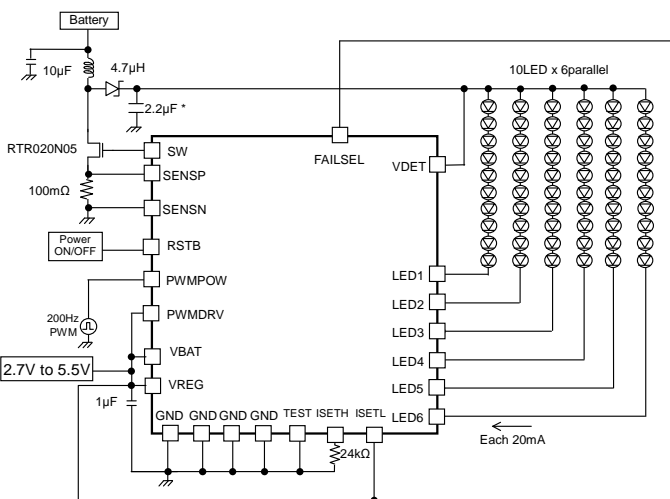 Battery
10μF
4.7μH
2.2μF *
10LED x 6parallel
RTR020N05
100mΩ
SW
SENSP
SENSN
FAILSEL
VDET
Power
ON/OFF
RSTB
PWMPOW
200Hz
PWM
PWMDRV
VBAT
2.7V to 5.5V
VREG
1μF
LED1
LED2
LED3
LED4
LED5
LED6
GND GND GND GND TEST ISETH ISETL
24kΩ
Each 20mA